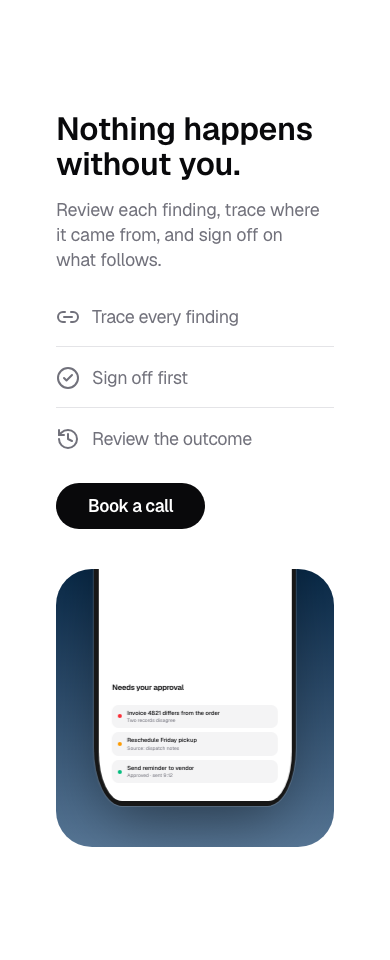 Nothing happens
without you.
Review each finding, trace where
it came from, and sign off on
what follows.
Trace every finding
Sign off first
Review the outcome
Book a call
Needs your approval
Invoice 4821 differs from the order
Two records disagree
Reschedule Friday pickup
Source: dispatch notes
Send reminder to vendor
Approved · sent 6:12